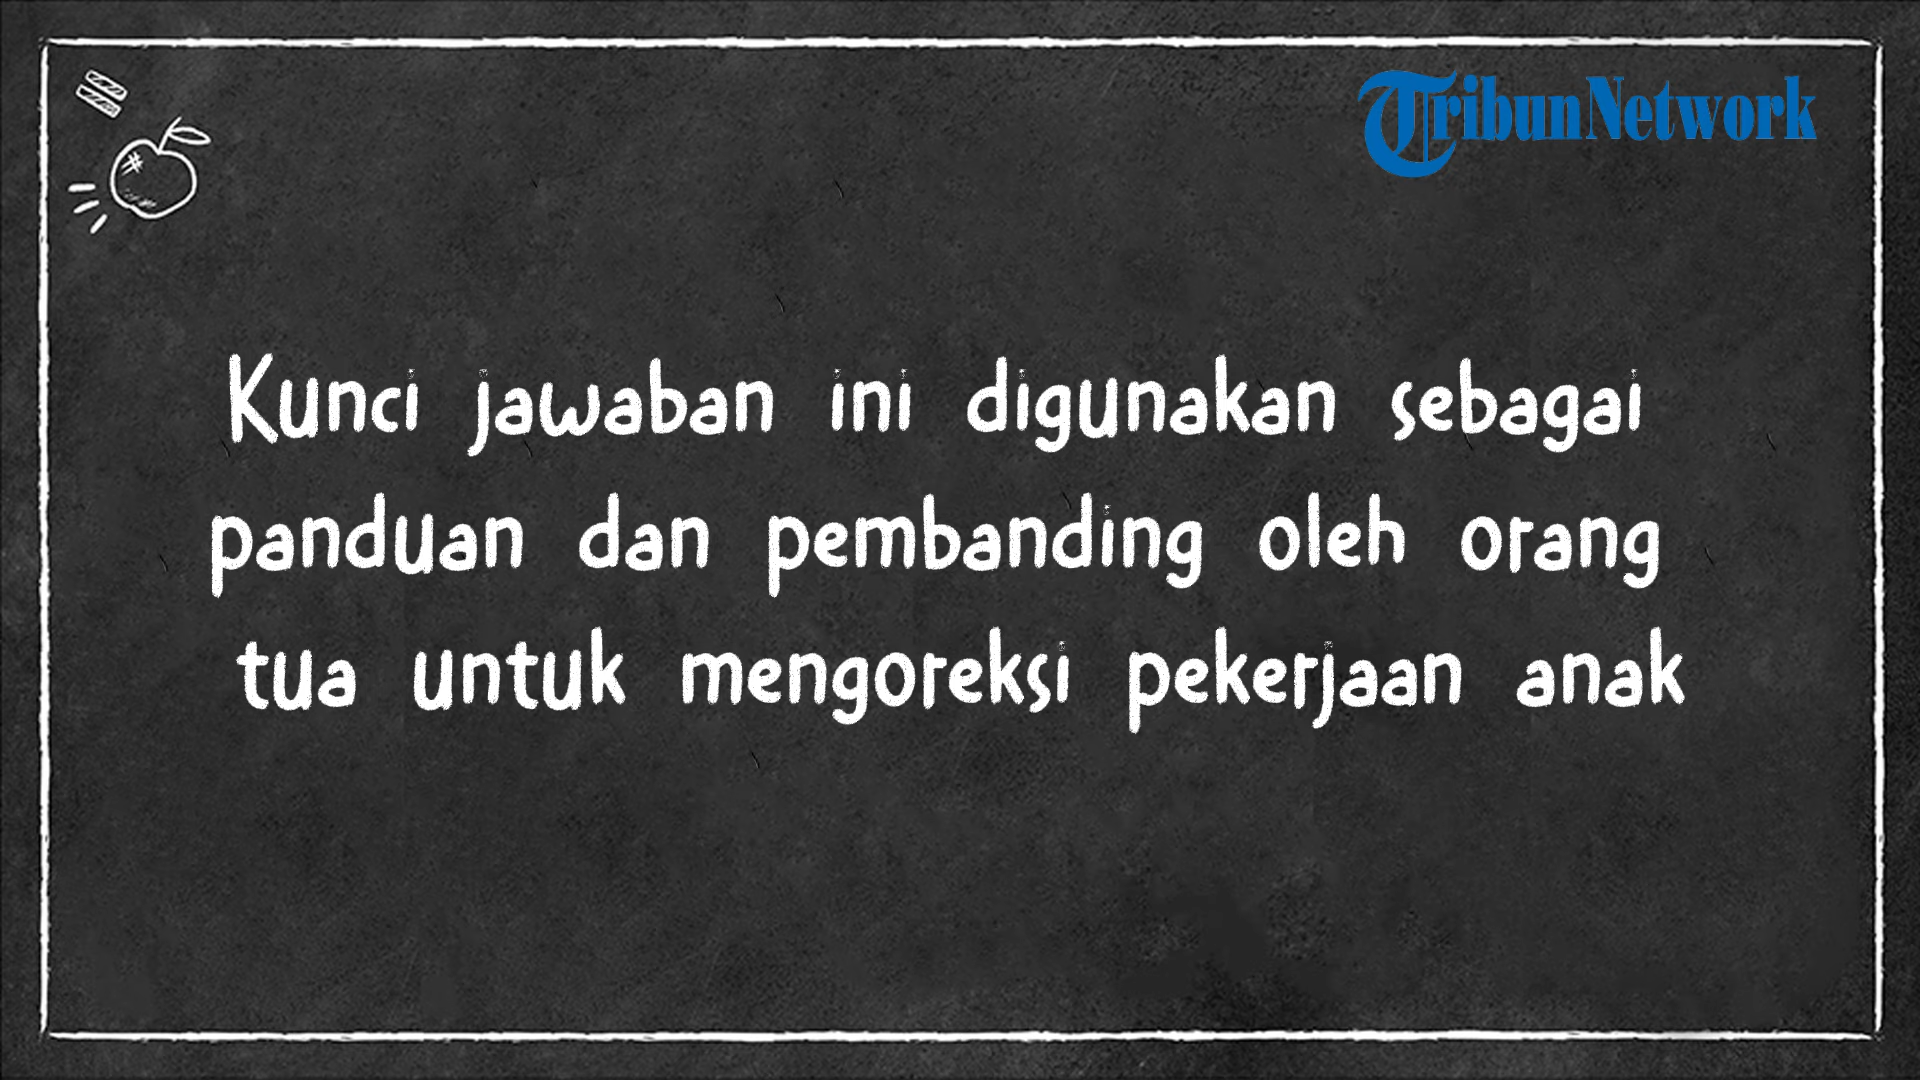 TribunNetwork
Kunci jawaban ini digunakan sebagai
panduan dan pembanding oleh orang
tua untuk mengoreksi pekerjaan anak